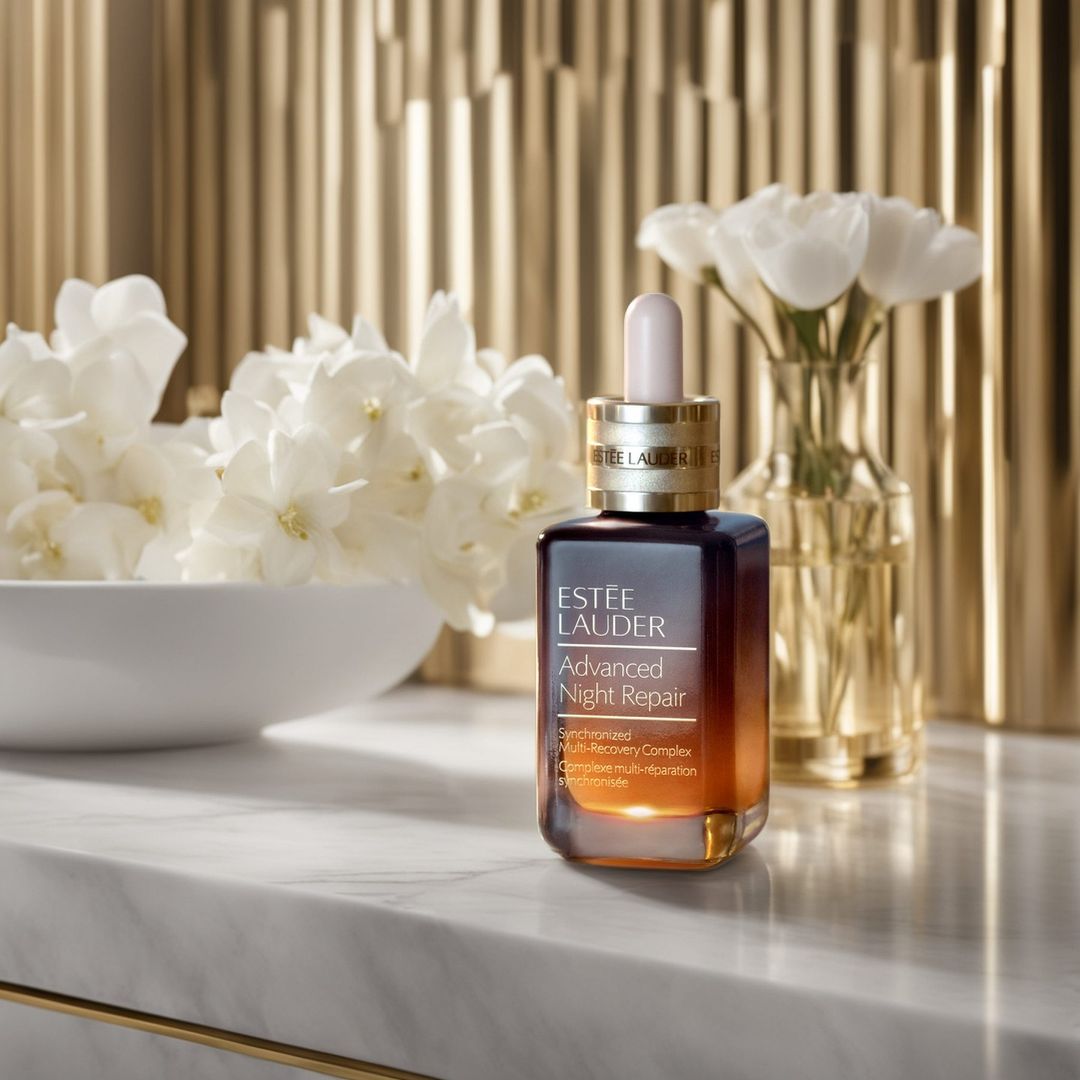 ESTĒE LAUDER
ESTĒE
LAUDER
Advanced
Night Repair
Synchronized
Multi-Recovery Complex
Complexe multi-réparation
synchronisée